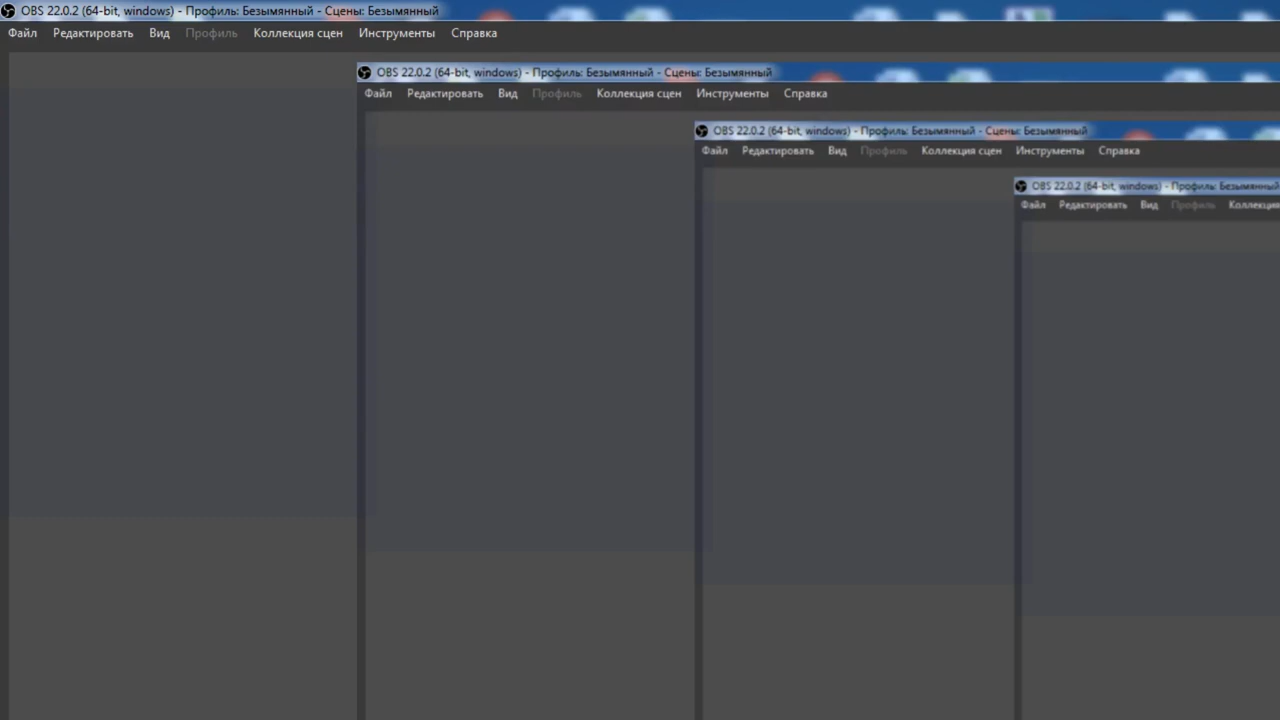 OBS 22.0.2 (64-bit, windows) - Профиль: Безымянный - Сцены: Безымянный
Файл Редактировать Вид Профиль Коллекция сцен Инструменты Справка
OBS 22.0.2 (64-bit, windows) - Профиль: Безымянный - Сцены: Безымянный
Файл Редактировать Вид Профиль Коллекция сцен Инструменты Справка
OBS 22.0.2 (64-bit, windows) - Профиль: Безымянный - Сцены: Безымянный
Файл Редактировать Вид Профиль Коллекция сцен Инструменты Справка
OBS 22.0.2 (64-bit, windows) - Профиль: Безымянный
Файл Редактировать Вид Профиль Коллекция